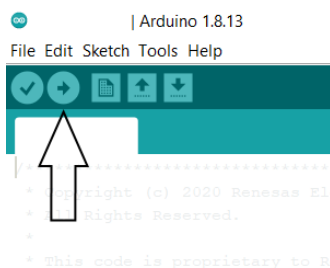 | Arduino 1.8.13
File Edit Sketch Tools Help
/*******************************
* Copyright (c) 2020 Renesas El
* All Rights Reserved.
*
* This code is proprietary to R